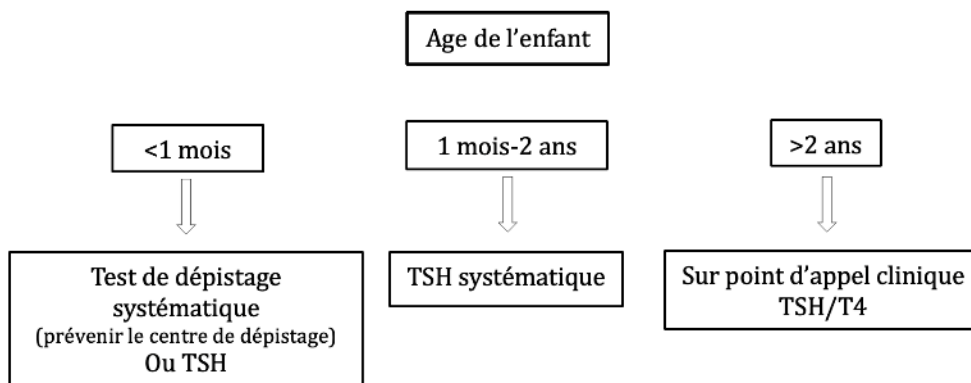 Age de l'enfant
<1 mois
1 mois-2 ans
>2 ans
Test de dépistage
systématique
(prévenir le centre de dépistage)
Ou TSH
TSH systématique
Sur point d'appel clinique
TSH/T4